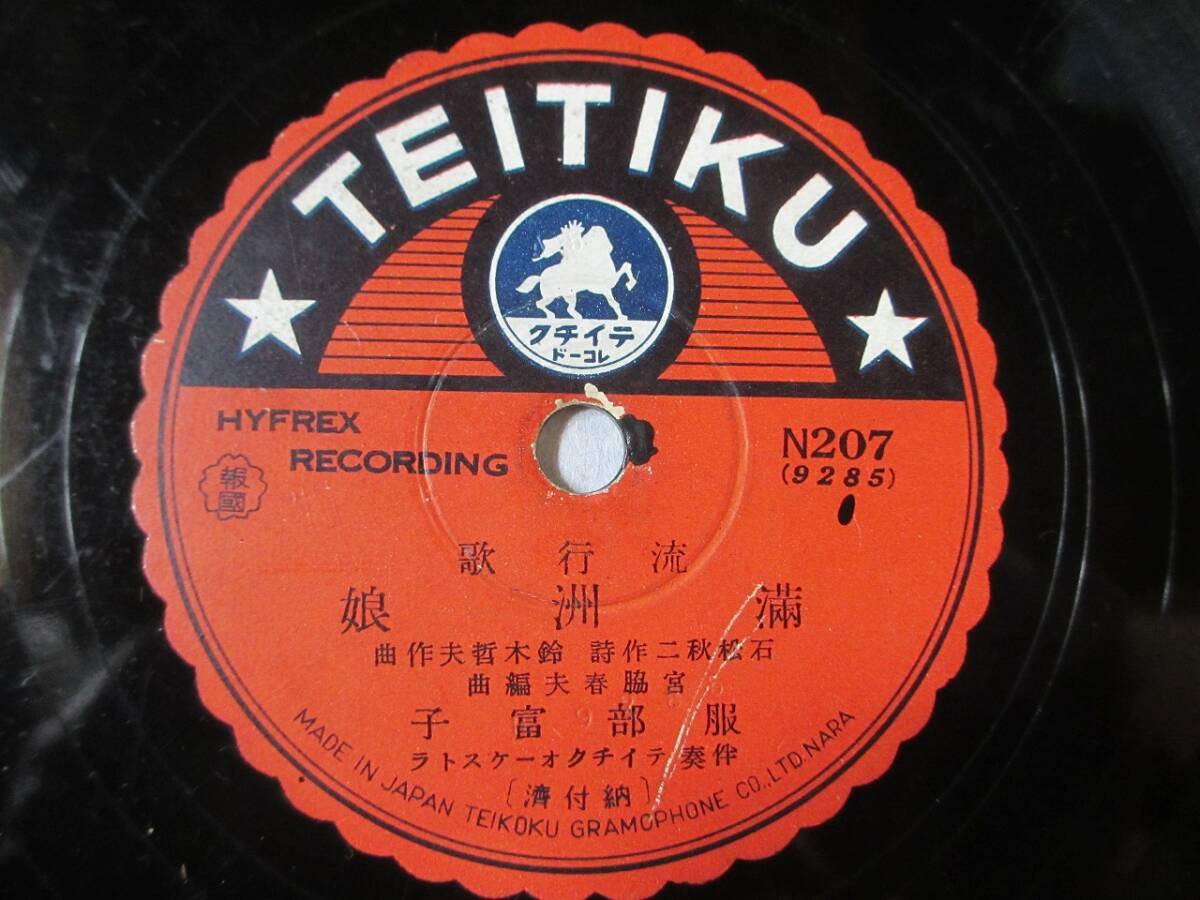 TEITIKU
テイチク
レコード
HYFREX
RECORDING
報國
N207
(9285)
流行歌
滿洲娘
石松秋二作詩 鈴木哲夫作曲
宮脇春夫編曲
服部富子
伴奏 テイチクオーケストラ
〔納付濟〕
MADE IN JAPAN TEIKOKU GRAMOPHONE CO., LTD. NARA